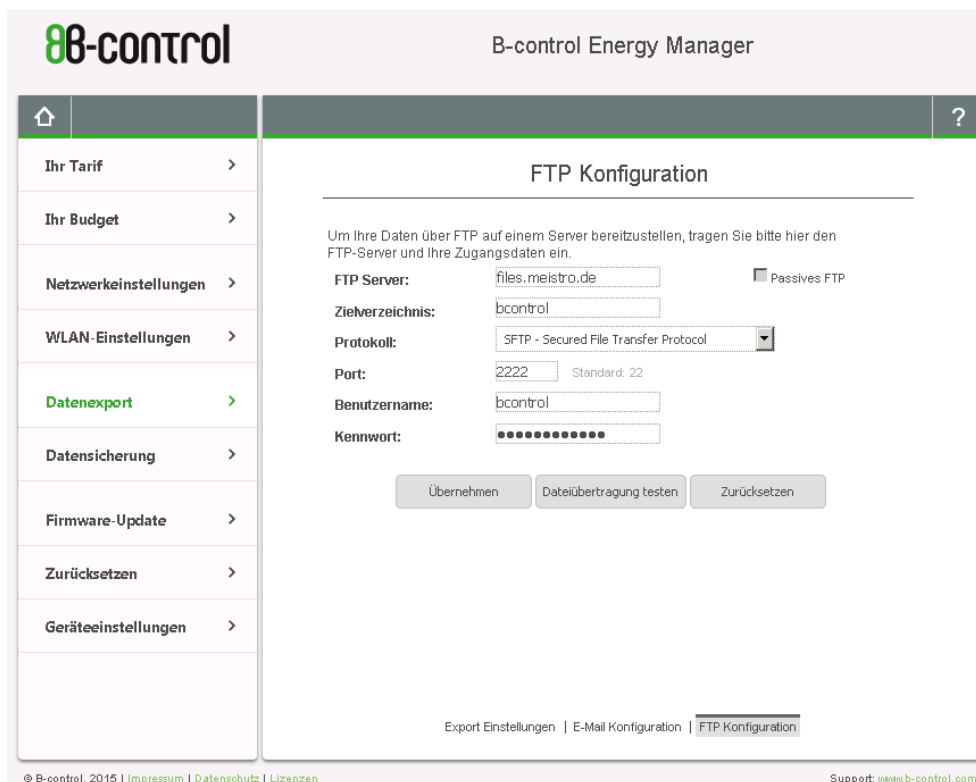 B-control
B-control Energy Manager
?
Ihr Tarif
Ihr Budget
Netzwerkeinstellungen
WLAN-Einstellungen
Datenexport
Datensicherung
Firmware-Update
Zurücksetzen
Geräteeinstellungen
FTP Konfiguration
Um Ihre Daten über FTP auf einem Server bereitzustellen, tragen Sie bitte hier den
FTP-Server und Ihre Zugangsdaten ein.
FTP Server: files.meistro.de Passives FTP
Zielverzeichnis: bcontrol
Protokoll: SFTP - Secured File Transfer Protocol
Port: 2222 Standard: 22
Benutzername: bcontrol
Kennwort: ●●●●●●●●●●●●
Übernehmen Dateiübertragung testen Zurücksetzen
Export Einstellungen | E-Mail Konfiguration | FTP Konfiguration
© B-control, 2015 | Impressum | Datenschutz | Lizenzen Support: www.b-control.com